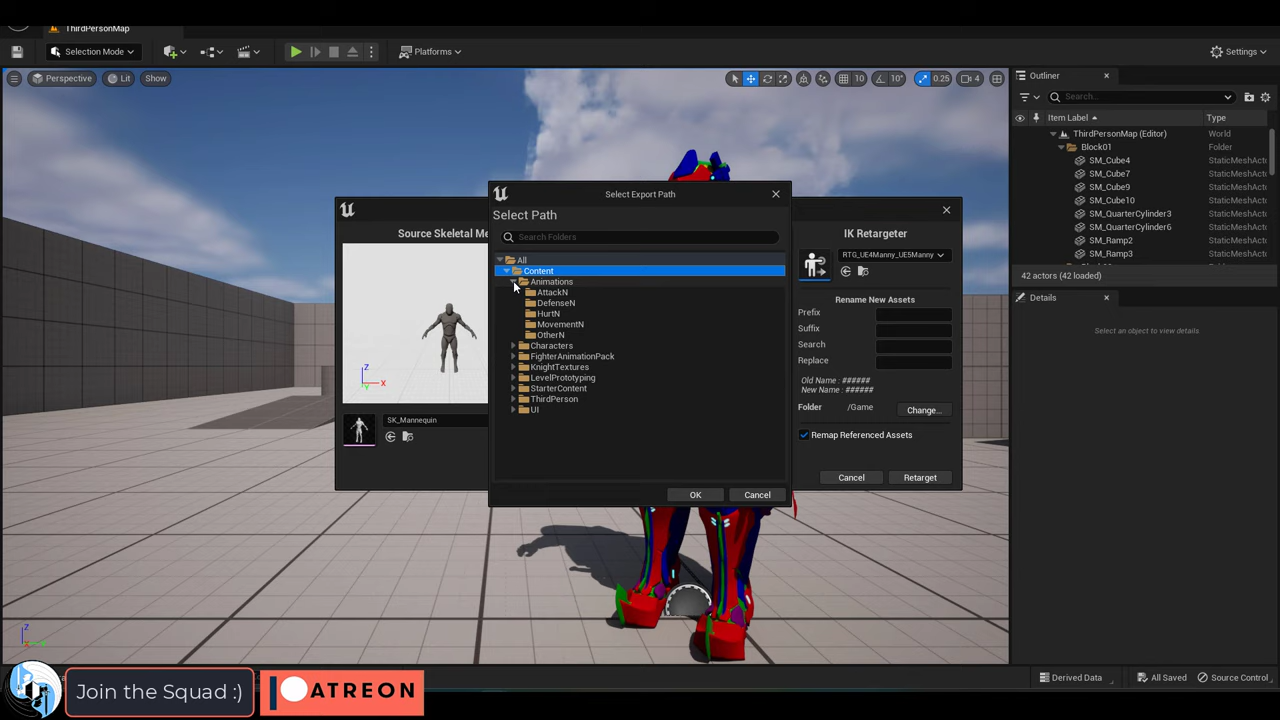 ThirdPersonMap
Selection Mode
Platforms
Settings
Perspective
Lit
Show
10
10°
0.25
4
Outliner
Search...
Item Label
Type
ThirdPersonMap (Editor)
World
Block01
Folder
SM_Cube4
StaticMeshActo
SM_Cube7
StaticMeshActo
SM_Cube9
StaticMeshActo
SM_Cube10
StaticMeshActo
SM_QuarterCylinder3
StaticMeshActo
SM_QuarterCylinder6
StaticMeshActo
SM_Ramp2
StaticMeshActo
SM_Ramp3
StaticMeshActo
42 actors (42 loaded)
Details
Select an object to view details
Source Skeletal Me
Z
X
SK_Mannequin
Select Export Path
Select Path
Search Folders
All
Content
Animations
AttackN
DefenseN
HurtN
MovementN
OtherN
Characters
FighterAnimationPack
KnightTextures
LevelPrototyping
StarterContent
ThirdPerson
UI
OK
Cancel
IK Retargeter
RTG_UE4Manny_UE5Manny
Rename New Assets
Prefix
Suffix
Search
Replace
Old Name : ######
New Name : ######
Folder
/Game
Change...
Remap Referenced Assets
Cancel
Retarget
Z
Derived Data
All Saved
Source Control
Join the Squad :)
ATREON